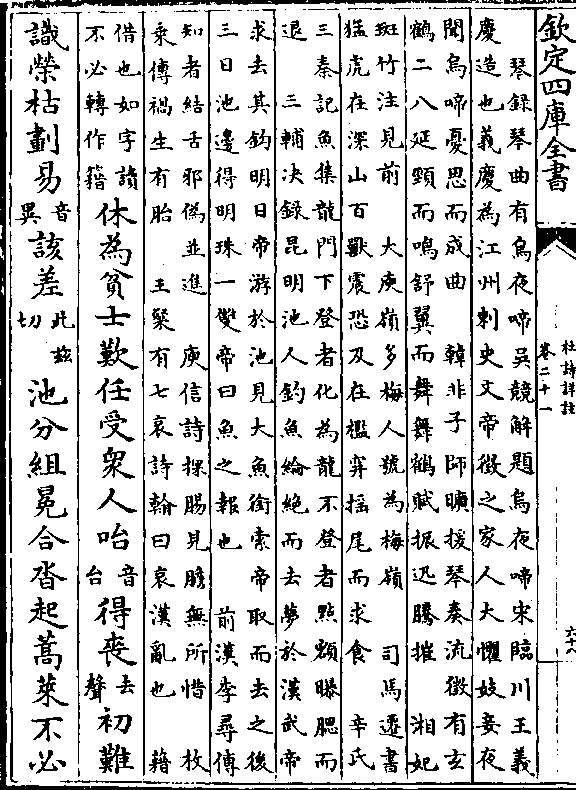 欽定四庫全書
杜詩詳註
卷二十一
六十八
琴錄琴曲有烏夜啼吳競解題烏夜啼宋臨川王義
慶造也義慶為江州刺史文帝徵之家人大懼妓妾夜
聞烏啼憂思而成曲　韓非子師曠援琴奏流徵有玄
鶴二八延頸而鳴舒翼而舞舞鶴賦振迅騰摧　湘妃
斑竹注見前　大庾嶺多梅人號為梅嶺　司馬遷書
猛虎在深山百獸震恐及在檻穽揺尾而求食　辛氏
三秦記魚集龍門下登者化為龍不登者點額曝腮而
退　三輔决錄昆明池人釣魚綸絶而去夢於漢武帝
求去其鈎明日帝游於池見大魚銜索帝取而去之後
三日池邊得明珠一雙帝曰魚之報也　前漢李尋傳
知者結舌邪偽並進　庾信詩探腸見膽無所惜　枚
乘傳禍生有胎　王粲有七哀詩翰曰哀漢亂也　藉
借也如字讀不必轉作籍休為貧士歎任受衆人咍音台得喪去聲初難
識榮枯劃易音異該差此兹切池分組冕合沓起蒿萊不必